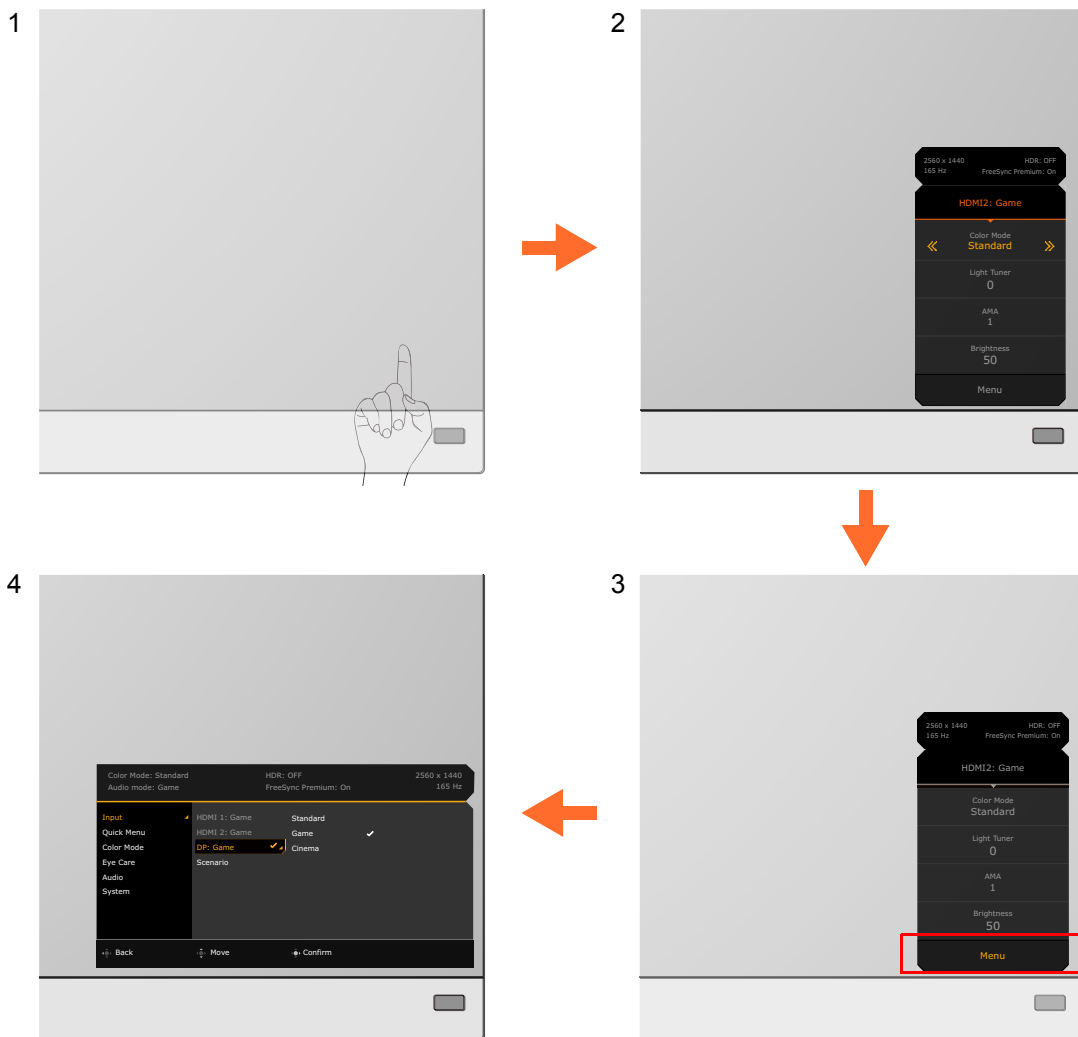 1
2
2560 x 1440 HDR: OFF
165 Hz FreeSync Premium: On
HDMI2: Game
Color Mode
Standard
Light Tuner
0
AMA
1
Brightness
50
Menu
3
2560 x 1440 HDR: OFF
165 Hz FreeSync Premium: On
HDMI2: Game
Color Mode
Standard
Light Tuner
0
AMA
1
Brightness
50
Menu
4
Color Mode: Standard HDR: OFF 2560 x 1440
Audio mode: Game FreeSync Premium: On 165 Hz
Input HDMI 1: Game Standard
Quick Menu HDMI 2: Game Game
Color Mode DP: Game Cinema
Eye Care Scenario
Audio
System
Back Move Confirm